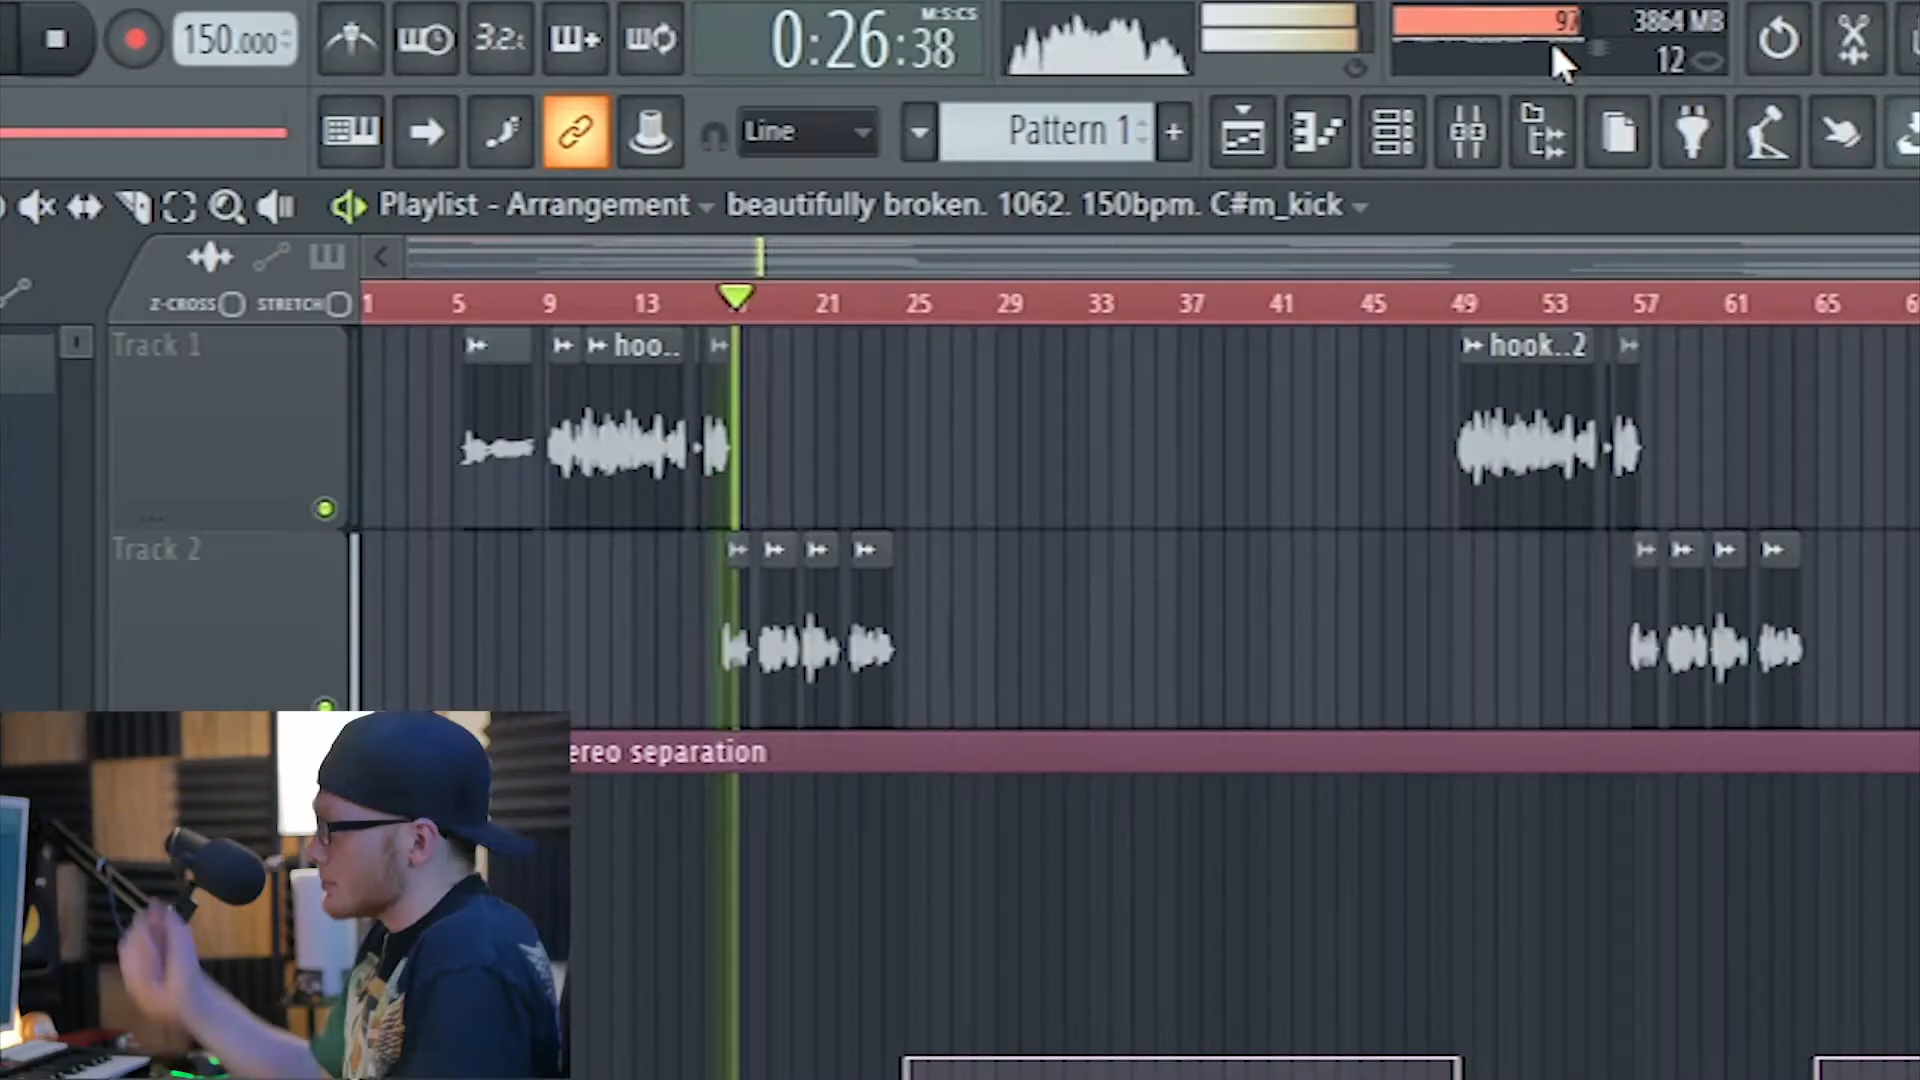 150.000
3.2:
0:26:38
M:S:CS
97
3864 MB
12
Line
Pattern 1
+
Playlist - Arrangement
beautifully broken. 1062. 150bpm. C#m_kick
Z-CROSS
STRETCH
1 5 9 13 21 25 29 33 37 41 45 49 53 57 61 65
Track 1
hoo..
hook..2
Track 2
ereo separation